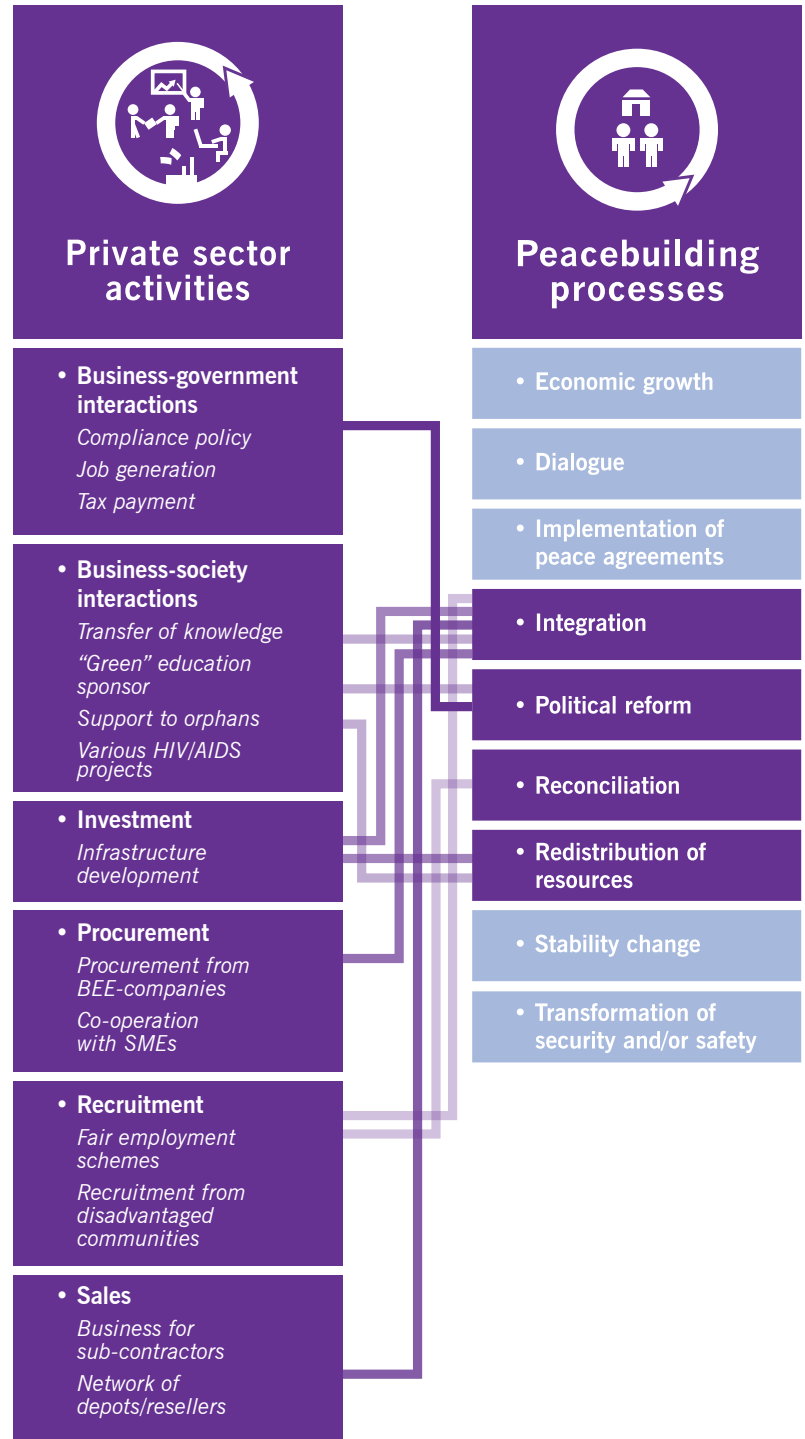 Private sector
activities
• Business-government
interactions
Compliance policy
Job generation
Tax payment
• Business-society
interactions
Transfer of knowledge
“Green” education
sponsor
Support to orphans
Various HIV/AIDS
projects
• Investment
Infrastructure
development
• Procurement
Procurement from
BEE-companies
Co-operation
with SMEs
• Recruitment
Fair employment
schemes
Recruitment from
disadvantaged
communities
• Sales
Business for
sub-contractors
Network of
depots/resellers
Peacebuilding
processes
• Economic growth
• Dialogue
• Implementation of
peace agreements
• Integration
• Political reform
• Reconciliation
• Redistribution of
resources
• Stability change
• Transformation of
security and/or safety